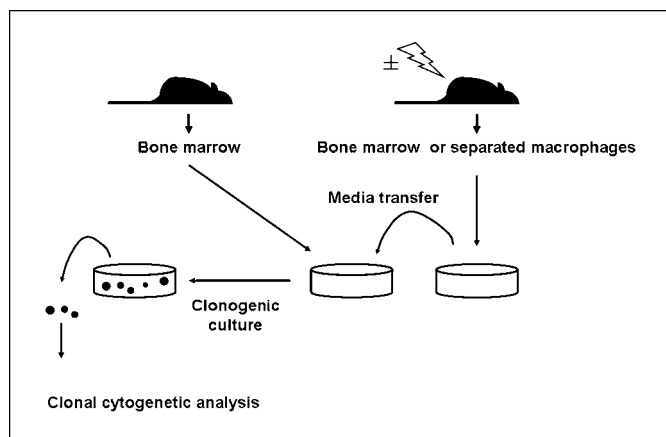 ±
Bone marrow
Bone marrow or separated macrophages
Media transfer
Clonogenic
culture
Clonal cytogenetic analysis